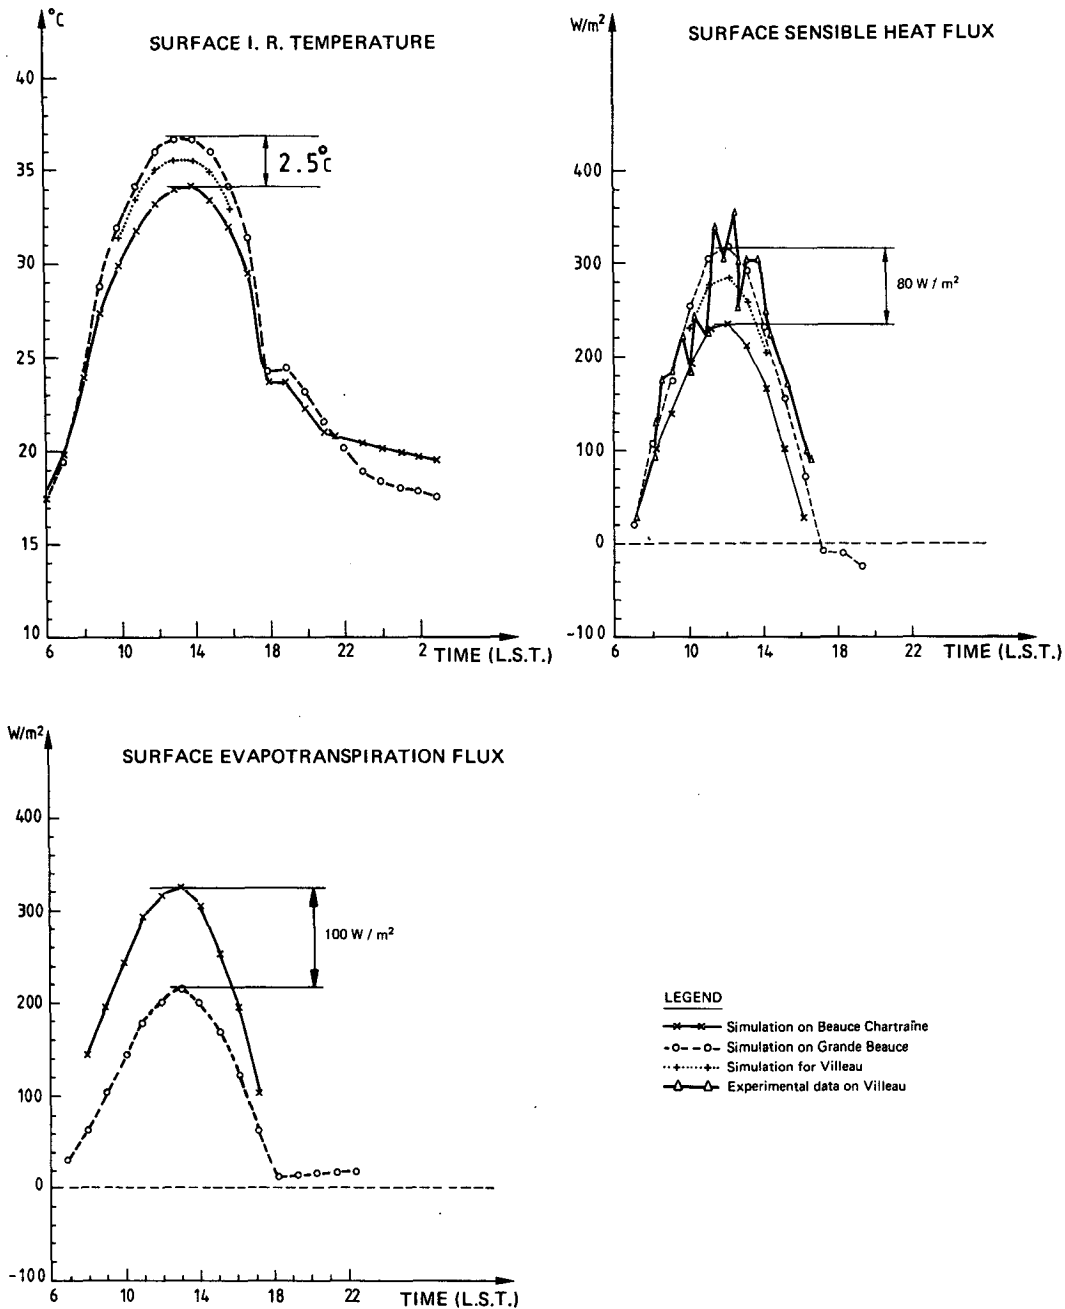 °C
SURFACE I. R. TEMPERATURE
40
35
30
25
20
15
10
2.5°C
6
10
14
18
22
2
TIME (L.S.T.)
W/m²
SURFACE SENSIBLE HEAT FLUX
400
300
200
100
0
-100
80 W / m²
6
10
14
18
22
TIME (L.S.T.)
W/m²
SURFACE EVAPOTRANSPIRATION FLUX
400
300
200
100
0
-100
100 W / m²
6
10
14
18
22
TIME (L.S.T.)
LEGEND
Simulation on Beauce Chartraîne
Simulation on Grande Beauce
Simulation for Villeau
Experimental data on Villeau